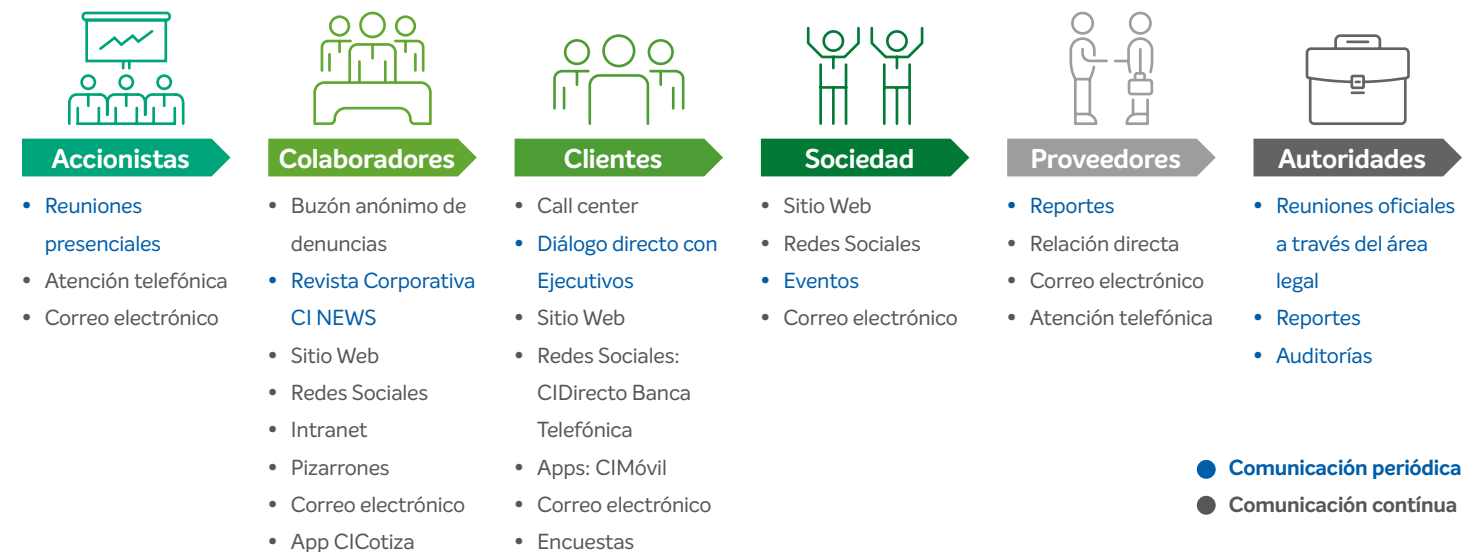 Accionistas
• Reuniones
presenciales
• Atención telefónica
• Correo electrónico
Colaboradores
• Buzón anónimo de
denuncias
• Revista Corporativa
CI NEWS
• Sitio Web
• Redes Sociales
• Intranet
• Pizarrones
• Correo electrónico
• App CICotiza
Clientes
• Call center
• Diálogo directo con
Ejecutivos
• Sitio Web
• Redes Sociales:
CIDirecto Banca
Telefónica
• Apps: CIMóvil
• Correo electrónico
• Encuestas
Sociedad
• Sitio Web
• Redes Sociales
• Eventos
• Correo electrónico
Proveedores
• Reportes
• Relación directa
• Correo electrónico
• Atención telefónica
Autoridades
• Reuniones oficiales
a través del área
legal
• Reportes
• Auditorías
Comunicación periódica
Comunicación contínua